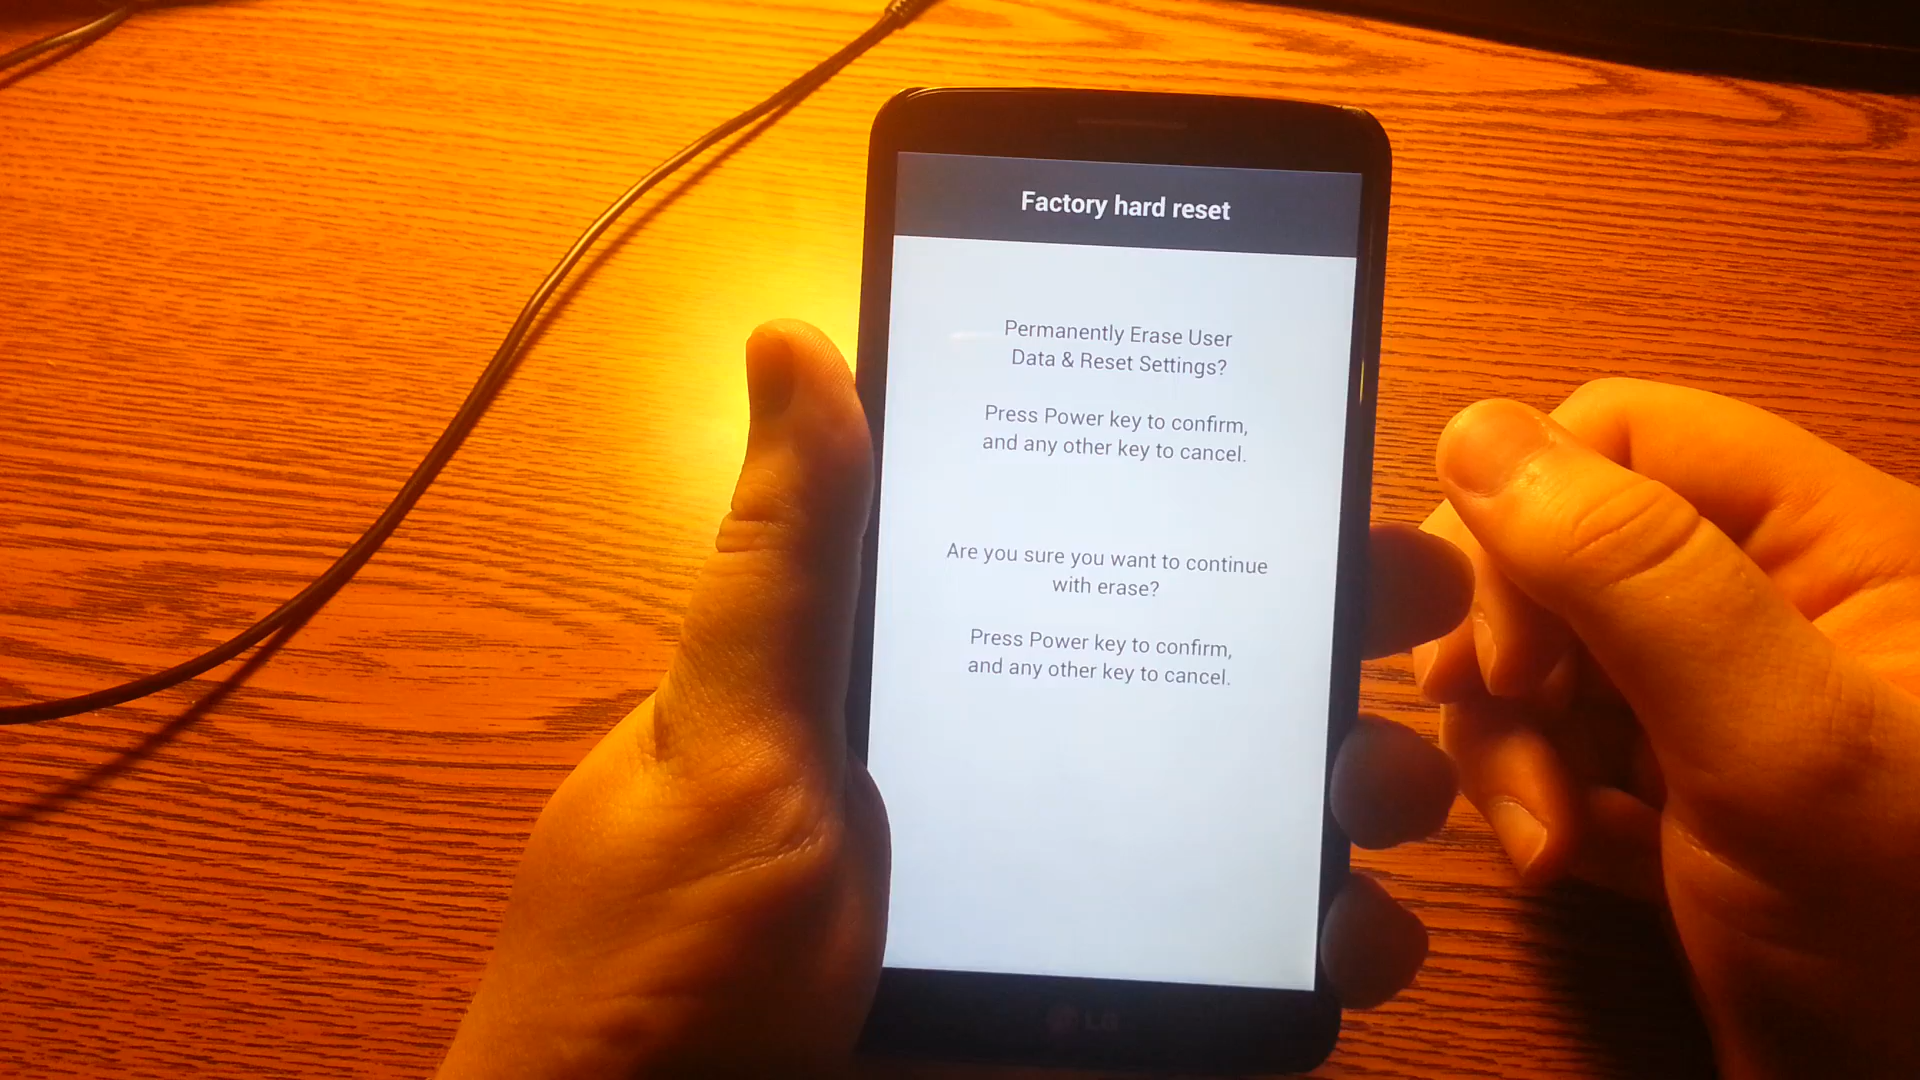 Factory hard reset
Permanently Erase User
Data & Reset Settings?
Press Power key to confirm,
and any other key to cancel.
Are you sure you want to continue
with erase?
Press Power key to confirm,
and any other key to cancel.
LG